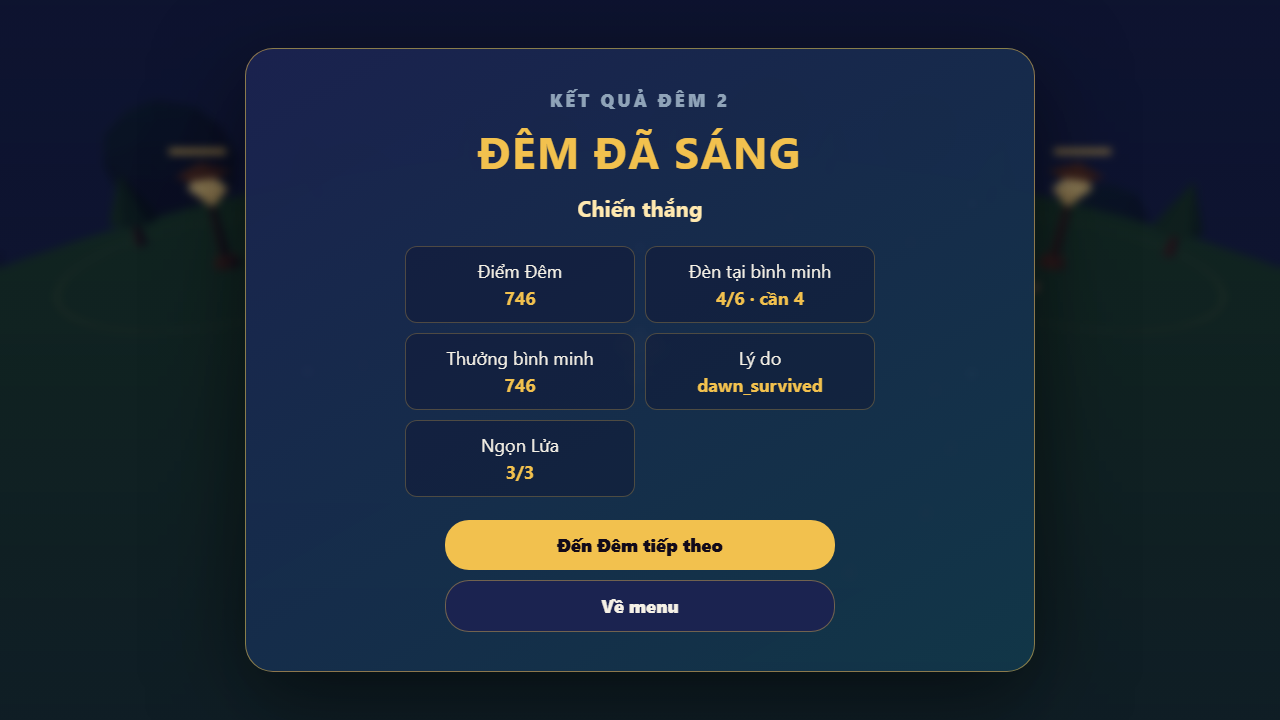 KẾT QUẢ ĐÊM 2
ĐÊM ĐÃ SÁNG
Chiến thắng
Điểm Đêm
746
Đèn tại bình minh
4/6 · cần 4
Thưởng bình minh
746
Lý do
dawn_survived
Ngọn Lửa
3/3
Đến Đêm tiếp theo
Về menu